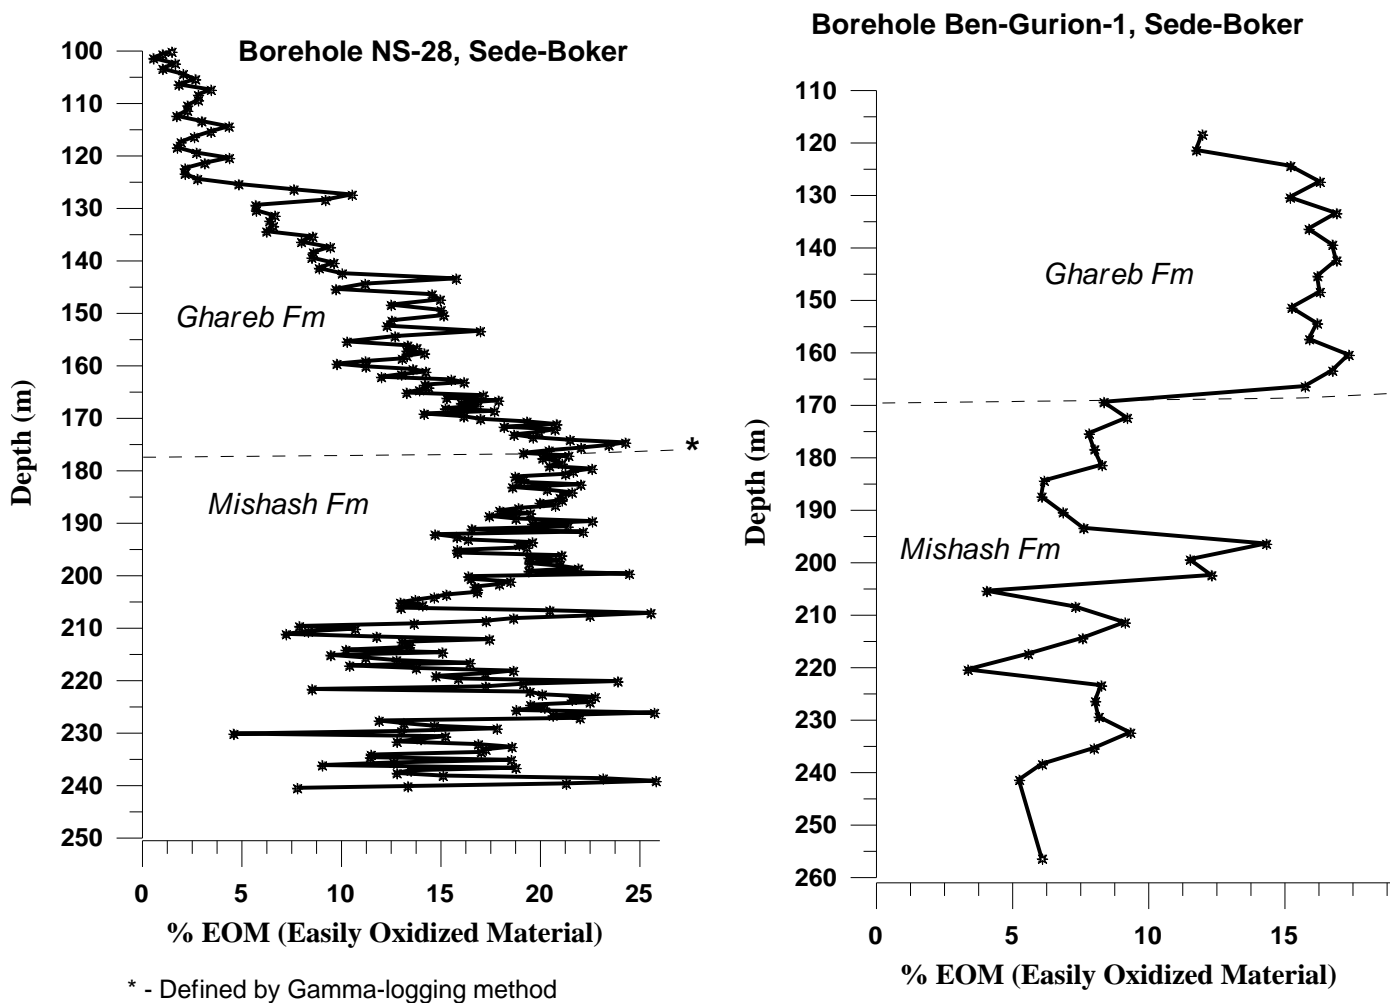 Borehole NS-28, Sede-Boker
100
110
120
130
140
150
160
170
180
190
200
210
220
230
240
250
Depth (m)
Ghareb Fm
*
Mishash Fm
0 5 10 15 20 25
% EOM (Easily Oxidized Material)
* - Defined by Gamma-logging method
Borehole Ben-Gurion-1, Sede-Boker
110
120
130
140
150
160
170
180
190
200
210
220
230
240
250
260
Depth (m)
Ghareb Fm
Mishash Fm
0 5 10 15
% EOM (Easily Oxidized Material)